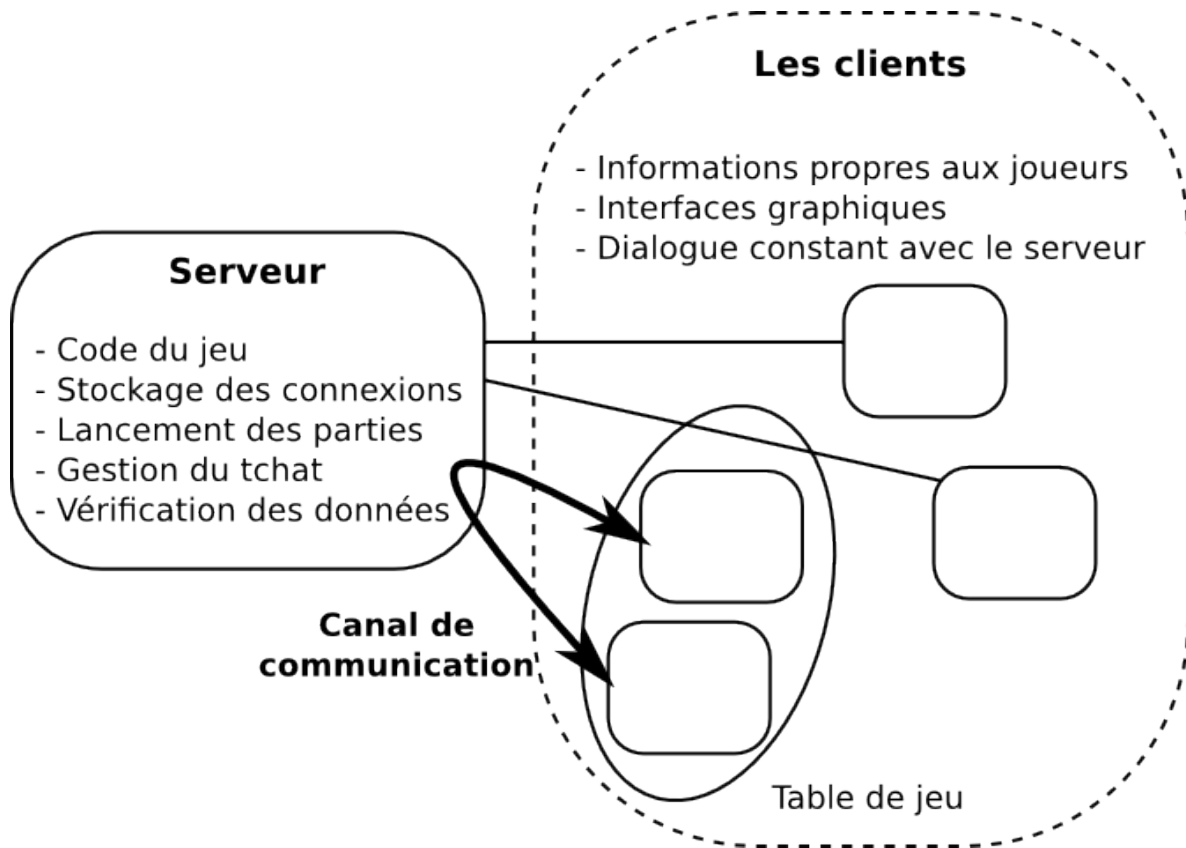 Les clients
- Informations propres aux joueurs
- Interfaces graphiques
- Dialogue constant avec le serveur
Serveur
- Code du jeu
- Stockage des connexions
- Lancement des parties
- Gestion du tchat
- Vérification des données
Canal de
communication
Table de jeu